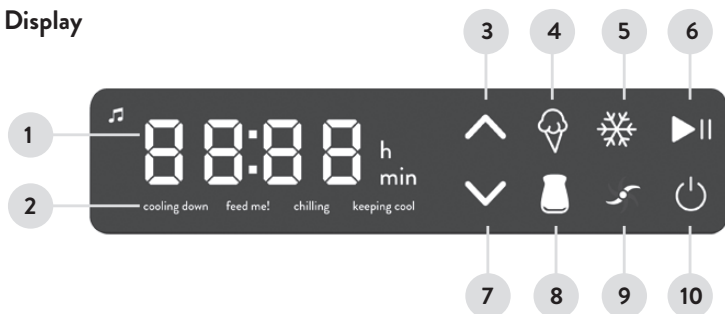 Display
3 4 5 6
1
88:88 h
min
2
cooling down feed me! chilling keeping cool
7 8 9 10